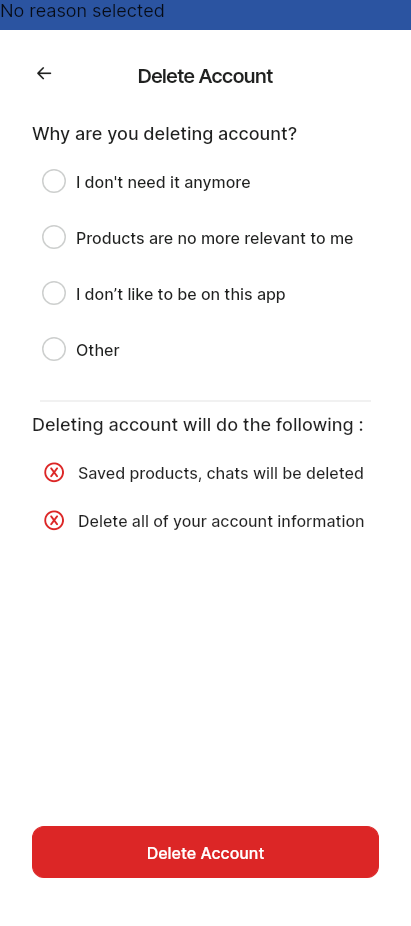 No reason selected
Delete Account
Why are you deleting account?
I don't need it anymore
Products are no more relevant to me
I don’t like to be on this app
Other
Deleting account will do the following :
Saved products, chats will be deleted
Delete all of your account information
Delete Account